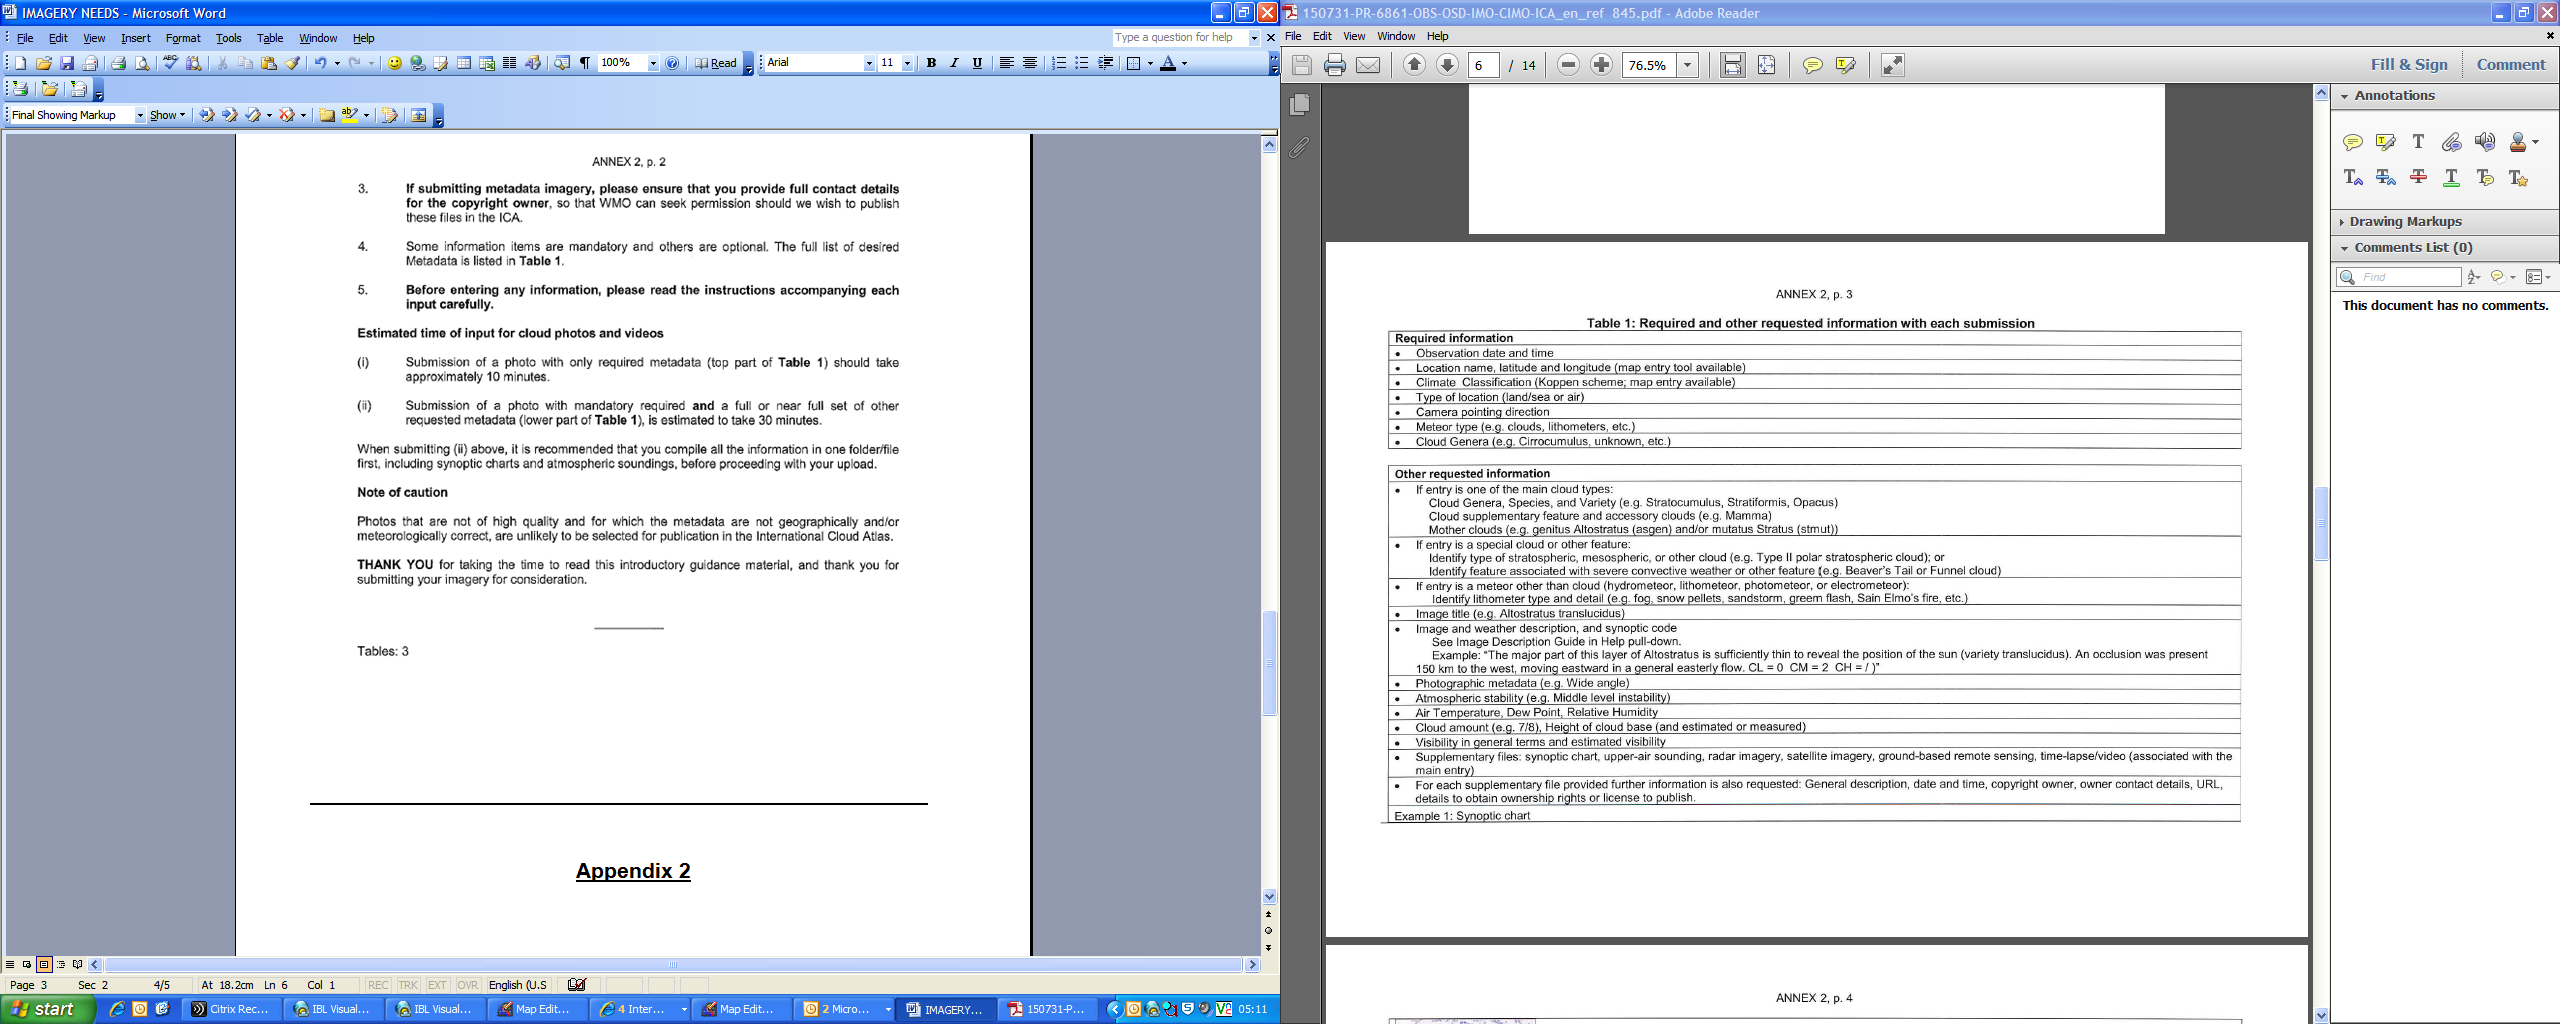 IMAGERY NEEDS - Microsoft Word
File Edit View Insert Format Tools Table Window Help
Type a question for help
100%
Read
Arial
11
B I U
Final Showing Markup
Show
ANNEX 2, p. 2
3. If submitting metadata imagery, please ensure that you provide full contact details
for the copyright owner, so that WMO can seek permission should we wish to publish
these files in the ICA.
4. Some information items are mandatory and others are optional. The full list of desired
Metadata is listed in Table 1.
5. Before entering any information, please read the instructions accompanying each
input carefully.
Estimated time of input for cloud photos and videos
(i) Submission of a photo with only required metadata (top part of Table 1) should take
approximately 10 minutes.
(ii) Submission of a photo with mandatory required and a full or near full set of other
requested metadata (lower part of Table 1), is estimated to take 30 minutes.
When submitting (ii) above, it is recommended that you compile all the information in one folder/file
first, including synoptic charts and atmospheric soundings, before proceeding with your upload.
Note of caution
Photos that are not of high quality and for which the metadata are not geographically and/or
meteorologically correct, are unlikely to be selected for publication in the International Cloud Atlas.
THANK YOU for taking the time to read this introductory guidance material, and thank you for
submitting your imagery for consideration.
Tables: 3
Appendix 2
Page 3 Sec 2 4/5 At 18.2cm Ln 6 Col 1 REC TRK EXT OVR English (U.S
start
Citrix Rec...
IBL Visual...
IBL Visual...
Map Edit...
4 Inter...
Map Edit...
2 Micro...
IMAGERY...
150731-P...
05:11
150731-PR-6861-OBS-OSD-IMO-CIMO-ICA_en_ref 845.pdf - Adobe Reader
File Edit View Window Help
6 / 14
76.5%
Fill & Sign
Comment
ANNEX 2, p. 3
Table 1: Required and other requested information with each submission
Required information
• Observation date and time
• Location name, latitude and longitude (map entry tool available)
• Climate Classification (Koppen scheme; map entry available)
• Type of location (land/sea or air)
• Camera pointing direction
• Meteor type (e.g. clouds, lithometers, etc.)
• Cloud Genera (e.g. Cirrocumulus, unknown, etc.)
Other requested information
• If entry is one of the main cloud types:
Cloud Genera, Species, and Variety (e.g. Stratocumulus, Stratiformis, Opacus)
Cloud supplementary feature and accessory clouds (e.g. Mamma)
Mother clouds (e.g. genitus Altostratus (asgen) and/or mutatus Stratus (stmut))
• If entry is a special cloud or other feature:
Identify type of stratospheric, mesospheric, or other cloud (e.g. Type II polar stratospheric cloud); or
Identify feature associated with severe convective weather or other feature (e.g. Beaver's Tail or Funnel cloud)
• If entry is a meteor other than cloud (hydrometeor, lithometeor, photometeor, or electrometeor):
Identify lithometer type and detail (e.g. fog, snow pellets, sandstorm, greem flash, Sain Elmo's fire, etc.)
• Image title (e.g. Altostratus translucidus)
• Image and weather description, and synoptic code
See Image Description Guide in Help pull-down.
Example: "The major part of this layer of Altostratus is sufficiently thin to reveal the position of the sun (variety translucidus). An occlusion was present
150 km to the west, moving eastward in a general easterly flow. CL = 0 CM = 2 CH = / )"
• Photographic metadata (e.g. Wide angle)
• Atmospheric stability (e.g. Middle level instability)
• Air Temperature, Dew Point, Relative Humidity
• Cloud amount (e.g. 7/8), Height of cloud base (and estimated or measured)
• Visibility in general terms and estimated visibility
• Supplementary files: synoptic chart, upper-air sounding, radar imagery, satellite imagery, ground-based remote sensing, time-lapse/video (associated with the
main entry)
• For each supplementary file provided further information is also requested: General description, date and time, copyright owner, owner contact details, URL,
details to obtain ownership rights or license to publish.
Example 1: Synoptic chart
ANNEX 2, p. 4
Annotations
Drawing Markups
Comments List (0)
Find
This document has no comments.